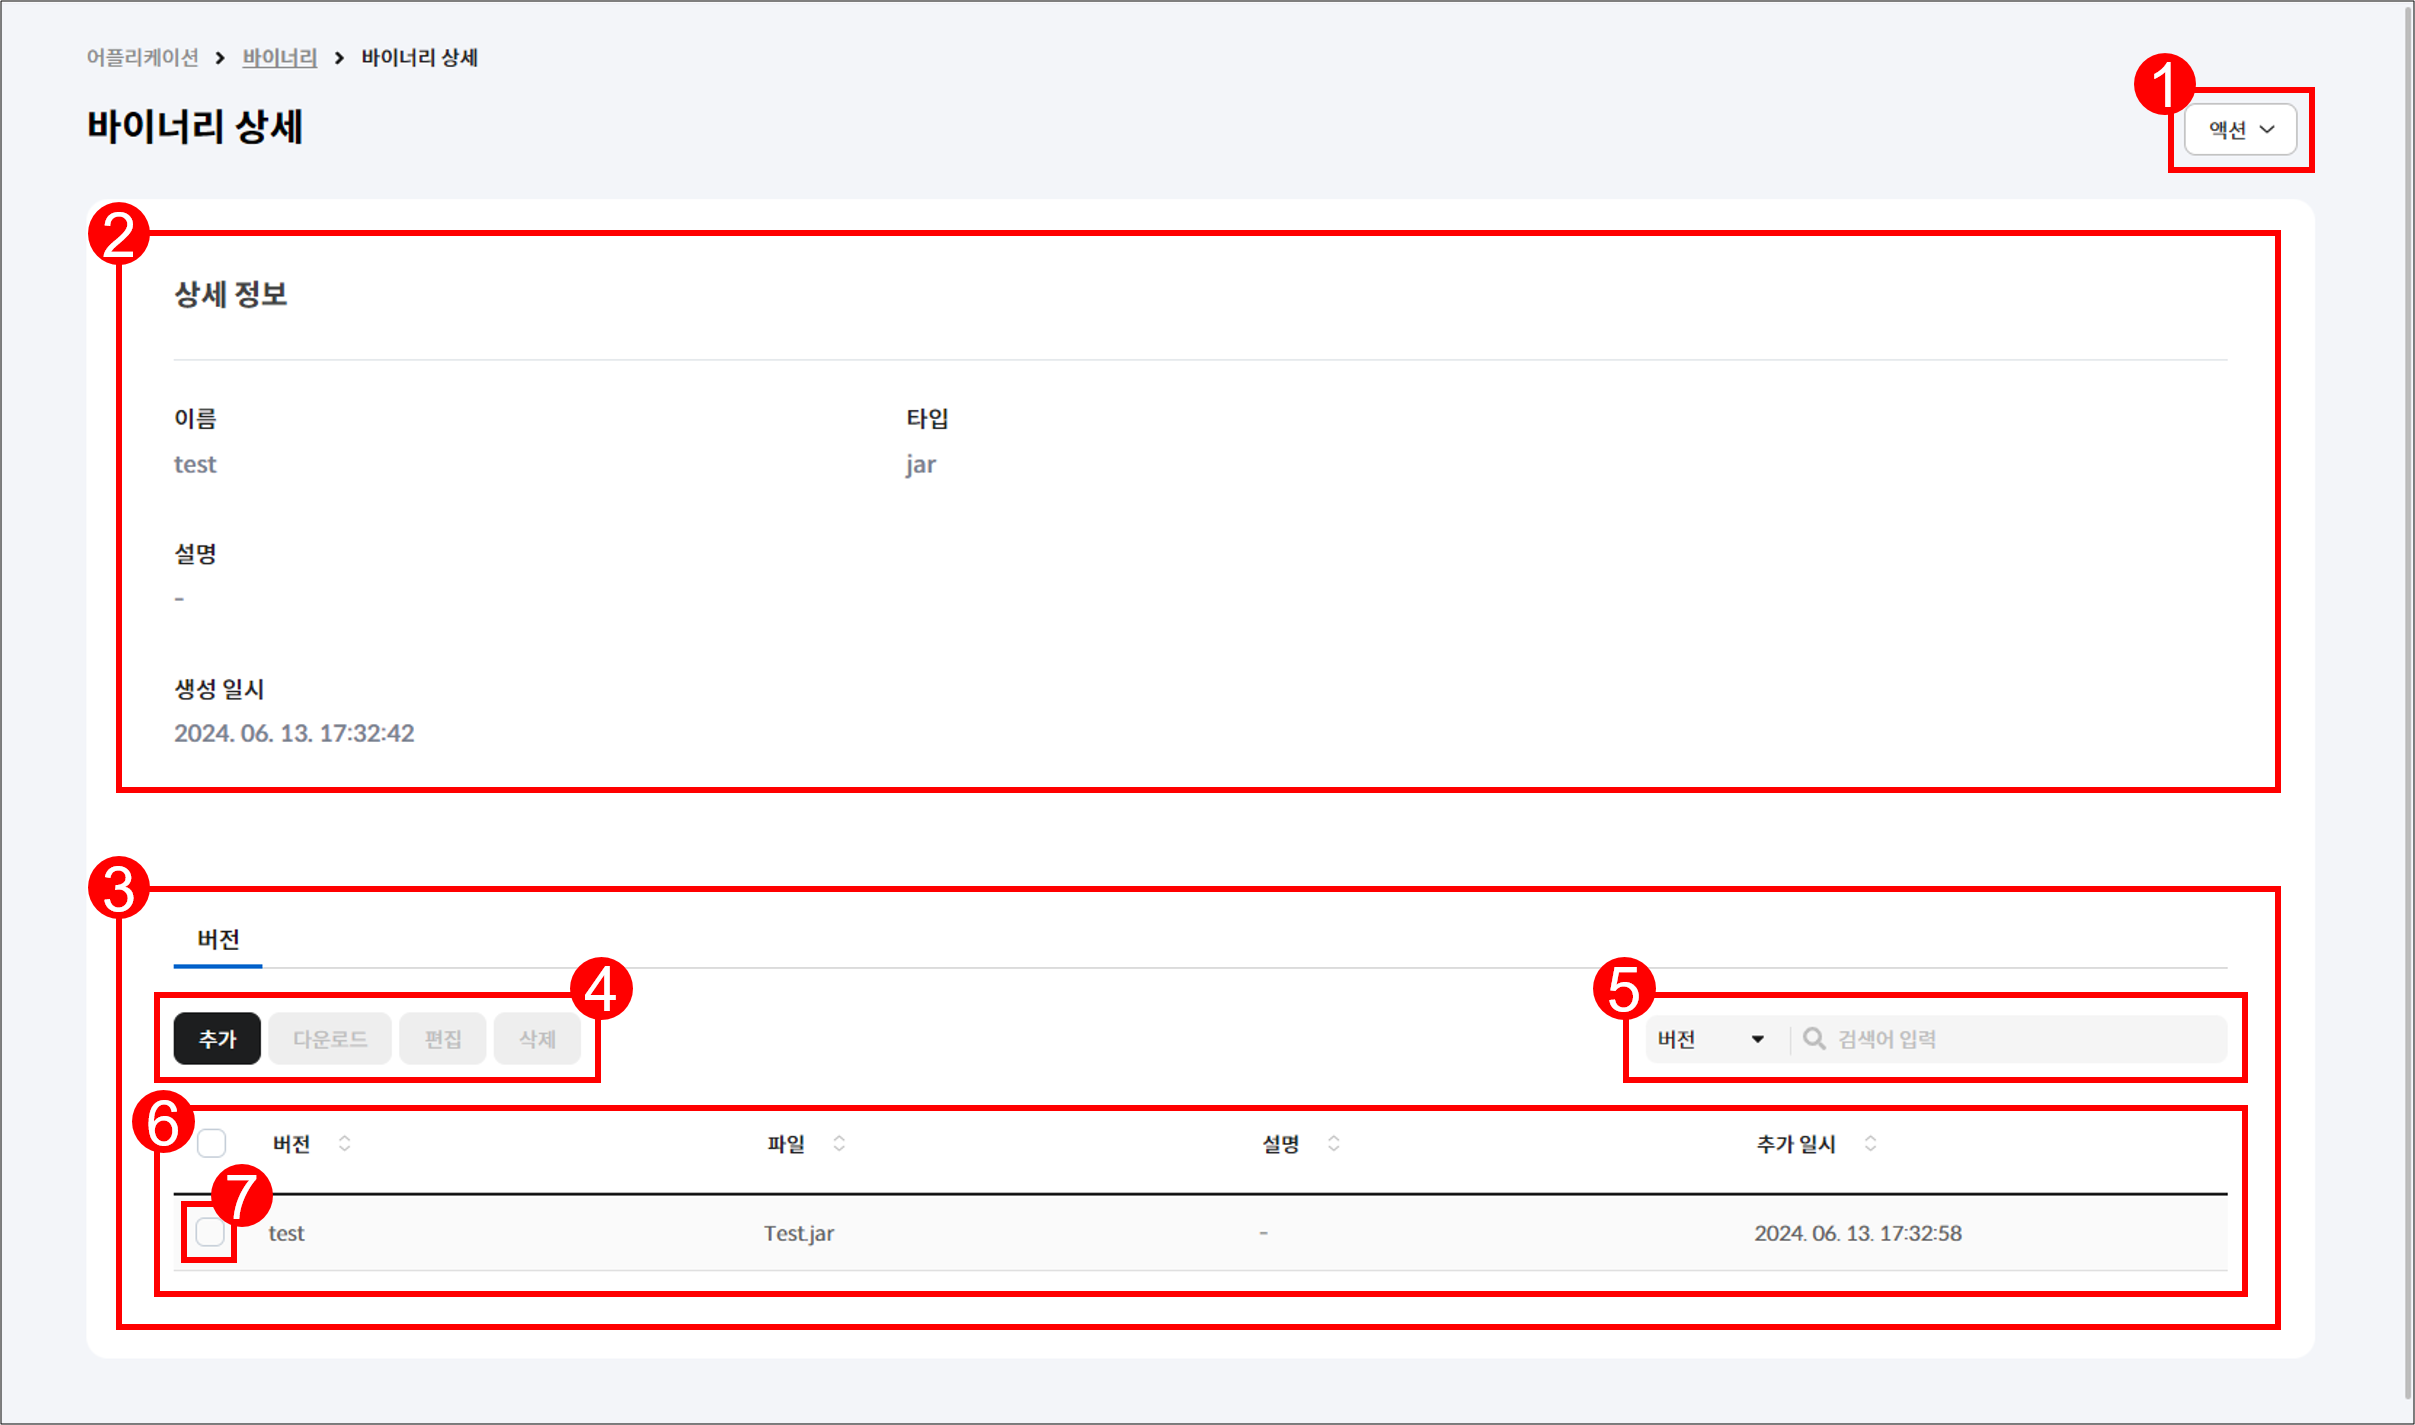 어플리케이션 > 바이너리 > 바이너리 상세
바이너리 상세
1
액션
2
상세 정보
이름 타입
test jar
설명
-
생성 일시
2024. 06. 13. 17:32:42
3
버전
4
5
추가 다운로드 편집 삭제 버전 검색어 입력
6
버전 파일 설명 추가 일시
7
test Test.jar - 2024. 06. 13. 17:32:58